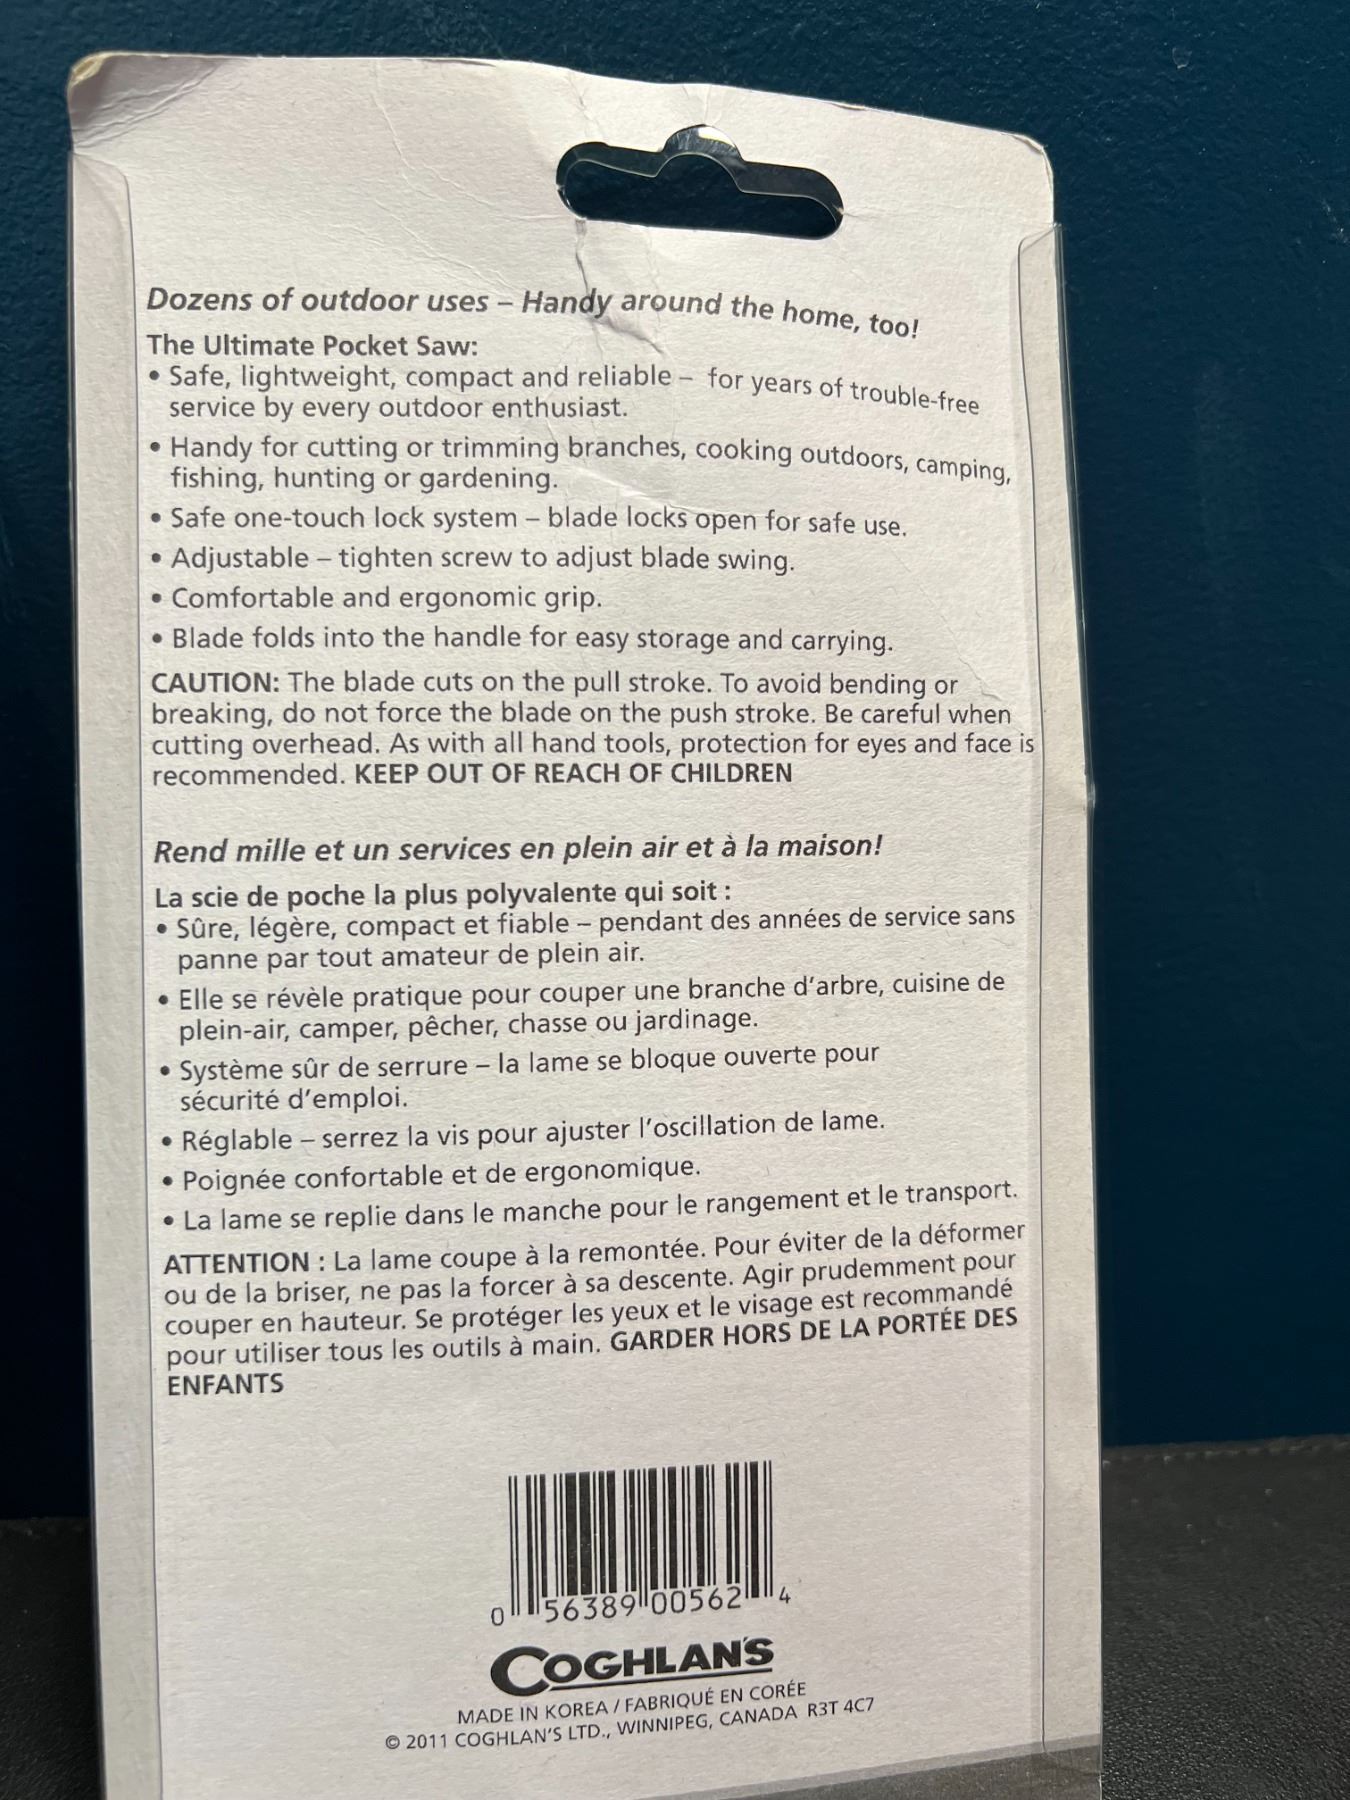 Dozens of outdoor uses – Handy around the home, too!
The Ultimate Pocket Saw:
• Safe, lightweight, compact and reliable – for years of trouble-free
service by every outdoor enthusiast.
• Handy for cutting or trimming branches, cooking outdoors, camping,
fishing, hunting or gardening.
• Safe one-touch lock system – blade locks open for safe use.
• Adjustable – tighten screw to adjust blade swing.
• Comfortable and ergonomic grip.
• Blade folds into the handle for easy storage and carrying.
CAUTION: The blade cuts on the pull stroke. To avoid bending or
breaking, do not force the blade on the push stroke. Be careful when
cutting overhead. As with all hand tools, protection for eyes and face is
recommended. KEEP OUT OF REACH OF CHILDREN
Rend mille et un services en plein air et à la maison!
La scie de poche la plus polyvalente qui soit :
• Sûre, légère, compact et fiable – pendant des années de service sans
panne par tout amateur de plein air.
• Elle se révèle pratique pour couper une branche d'arbre, cuisine de
plein-air, camper, pêcher, chasse ou jardinage.
• Système sûr de serrure – la lame se bloque ouverte pour
sécurité d'emploi.
• Réglable – serrez la vis pour ajuster l'oscillation de lame.
• Poignée confortable et de ergonomique.
• La lame se replie dans le manche pour le rangement et le transport.
ATTENTION : La lame coupe à la remontée. Pour éviter de la déformer
ou de la briser, ne pas la forcer à sa descente. Agir prudemment pour
couper en hauteur. Se protéger les yeux et le visage est recommandé
pour utiliser tous les outils à main. GARDER HORS DE LA PORTÉE DES
ENFANTS
0 56389 00562 4
COGHLAN'S
MADE IN KOREA / FABRIQUÉ EN CORÉE
© 2011 COGHLAN'S LTD., WINNIPEG, CANADA R3T 4C7